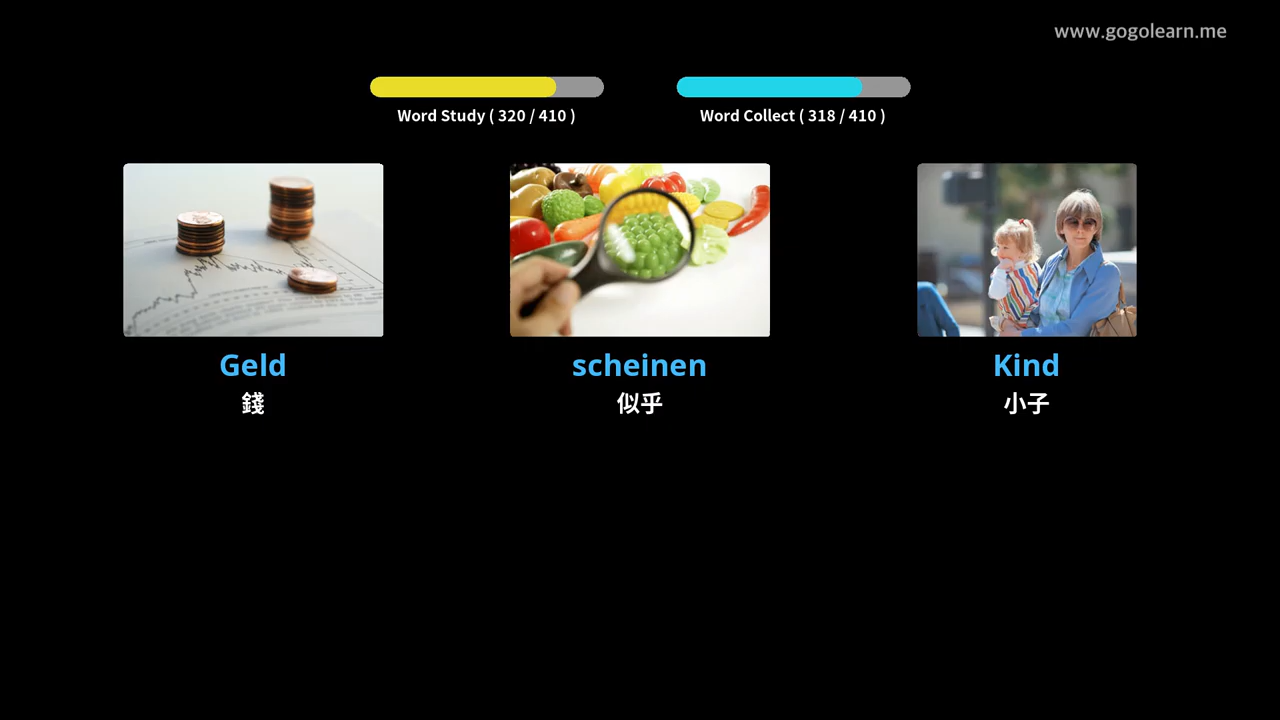 www.gogolearn.me
Word Study ( 320 / 410 )
Word Collect ( 318 / 410 )
Geld
scheinen
Kind
錢
似乎
小子